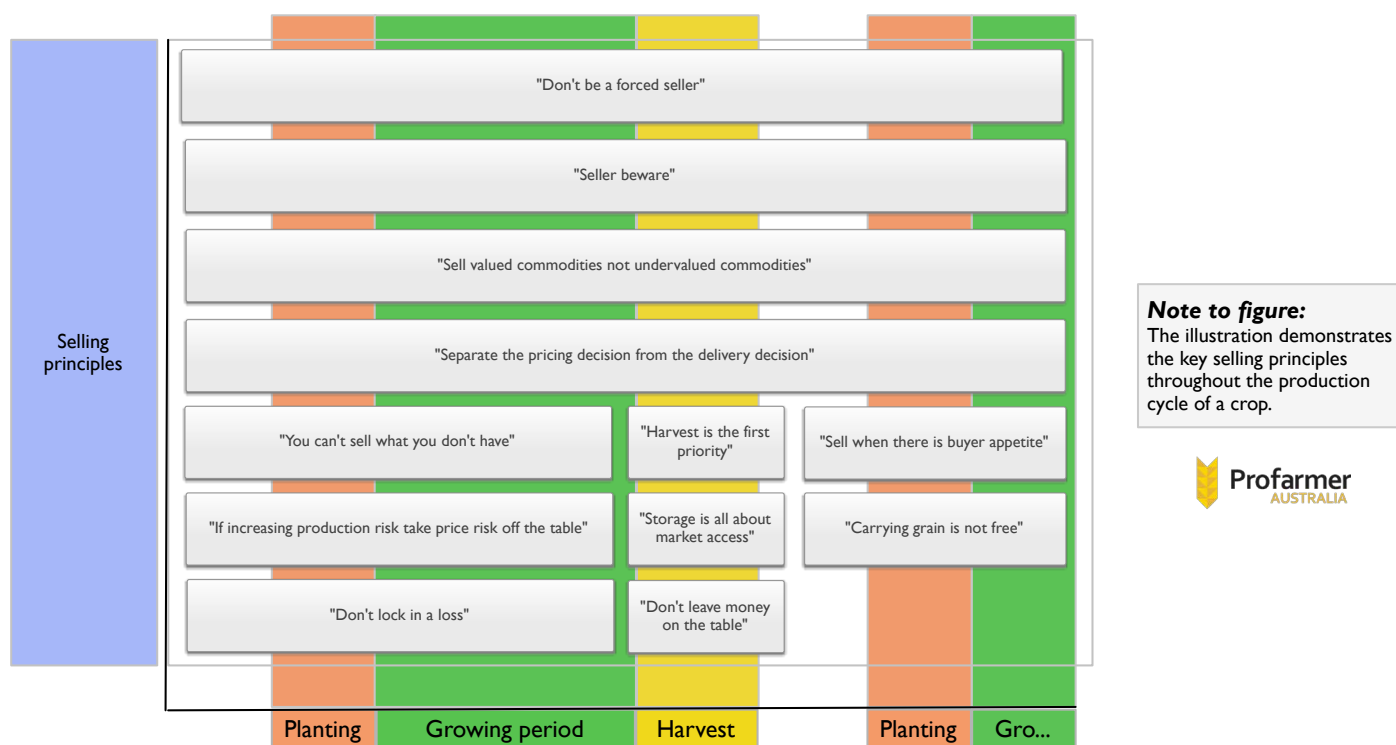 "Don't be a forced seller"
"Seller beware"
"Sell valued commodities not undervalued commodities"
Selling
principles
"Separate the pricing decision from the delivery decision"
"You can't sell what you don't have"
"Harvest is the first
priority"
"Sell when there is buyer appetite"
"If increasing production risk take price risk off the table"
"Storage is all about
market access"
"Carrying grain is not free"
"Don't lock in a loss"
"Don't leave money
on the table"
Planting
Growing period
Harvest
Planting
Gro...
Note to figure:
The illustration demonstrates
the key selling principles
throughout the production
cycle of a crop.
Profarmer
AUSTRALIA